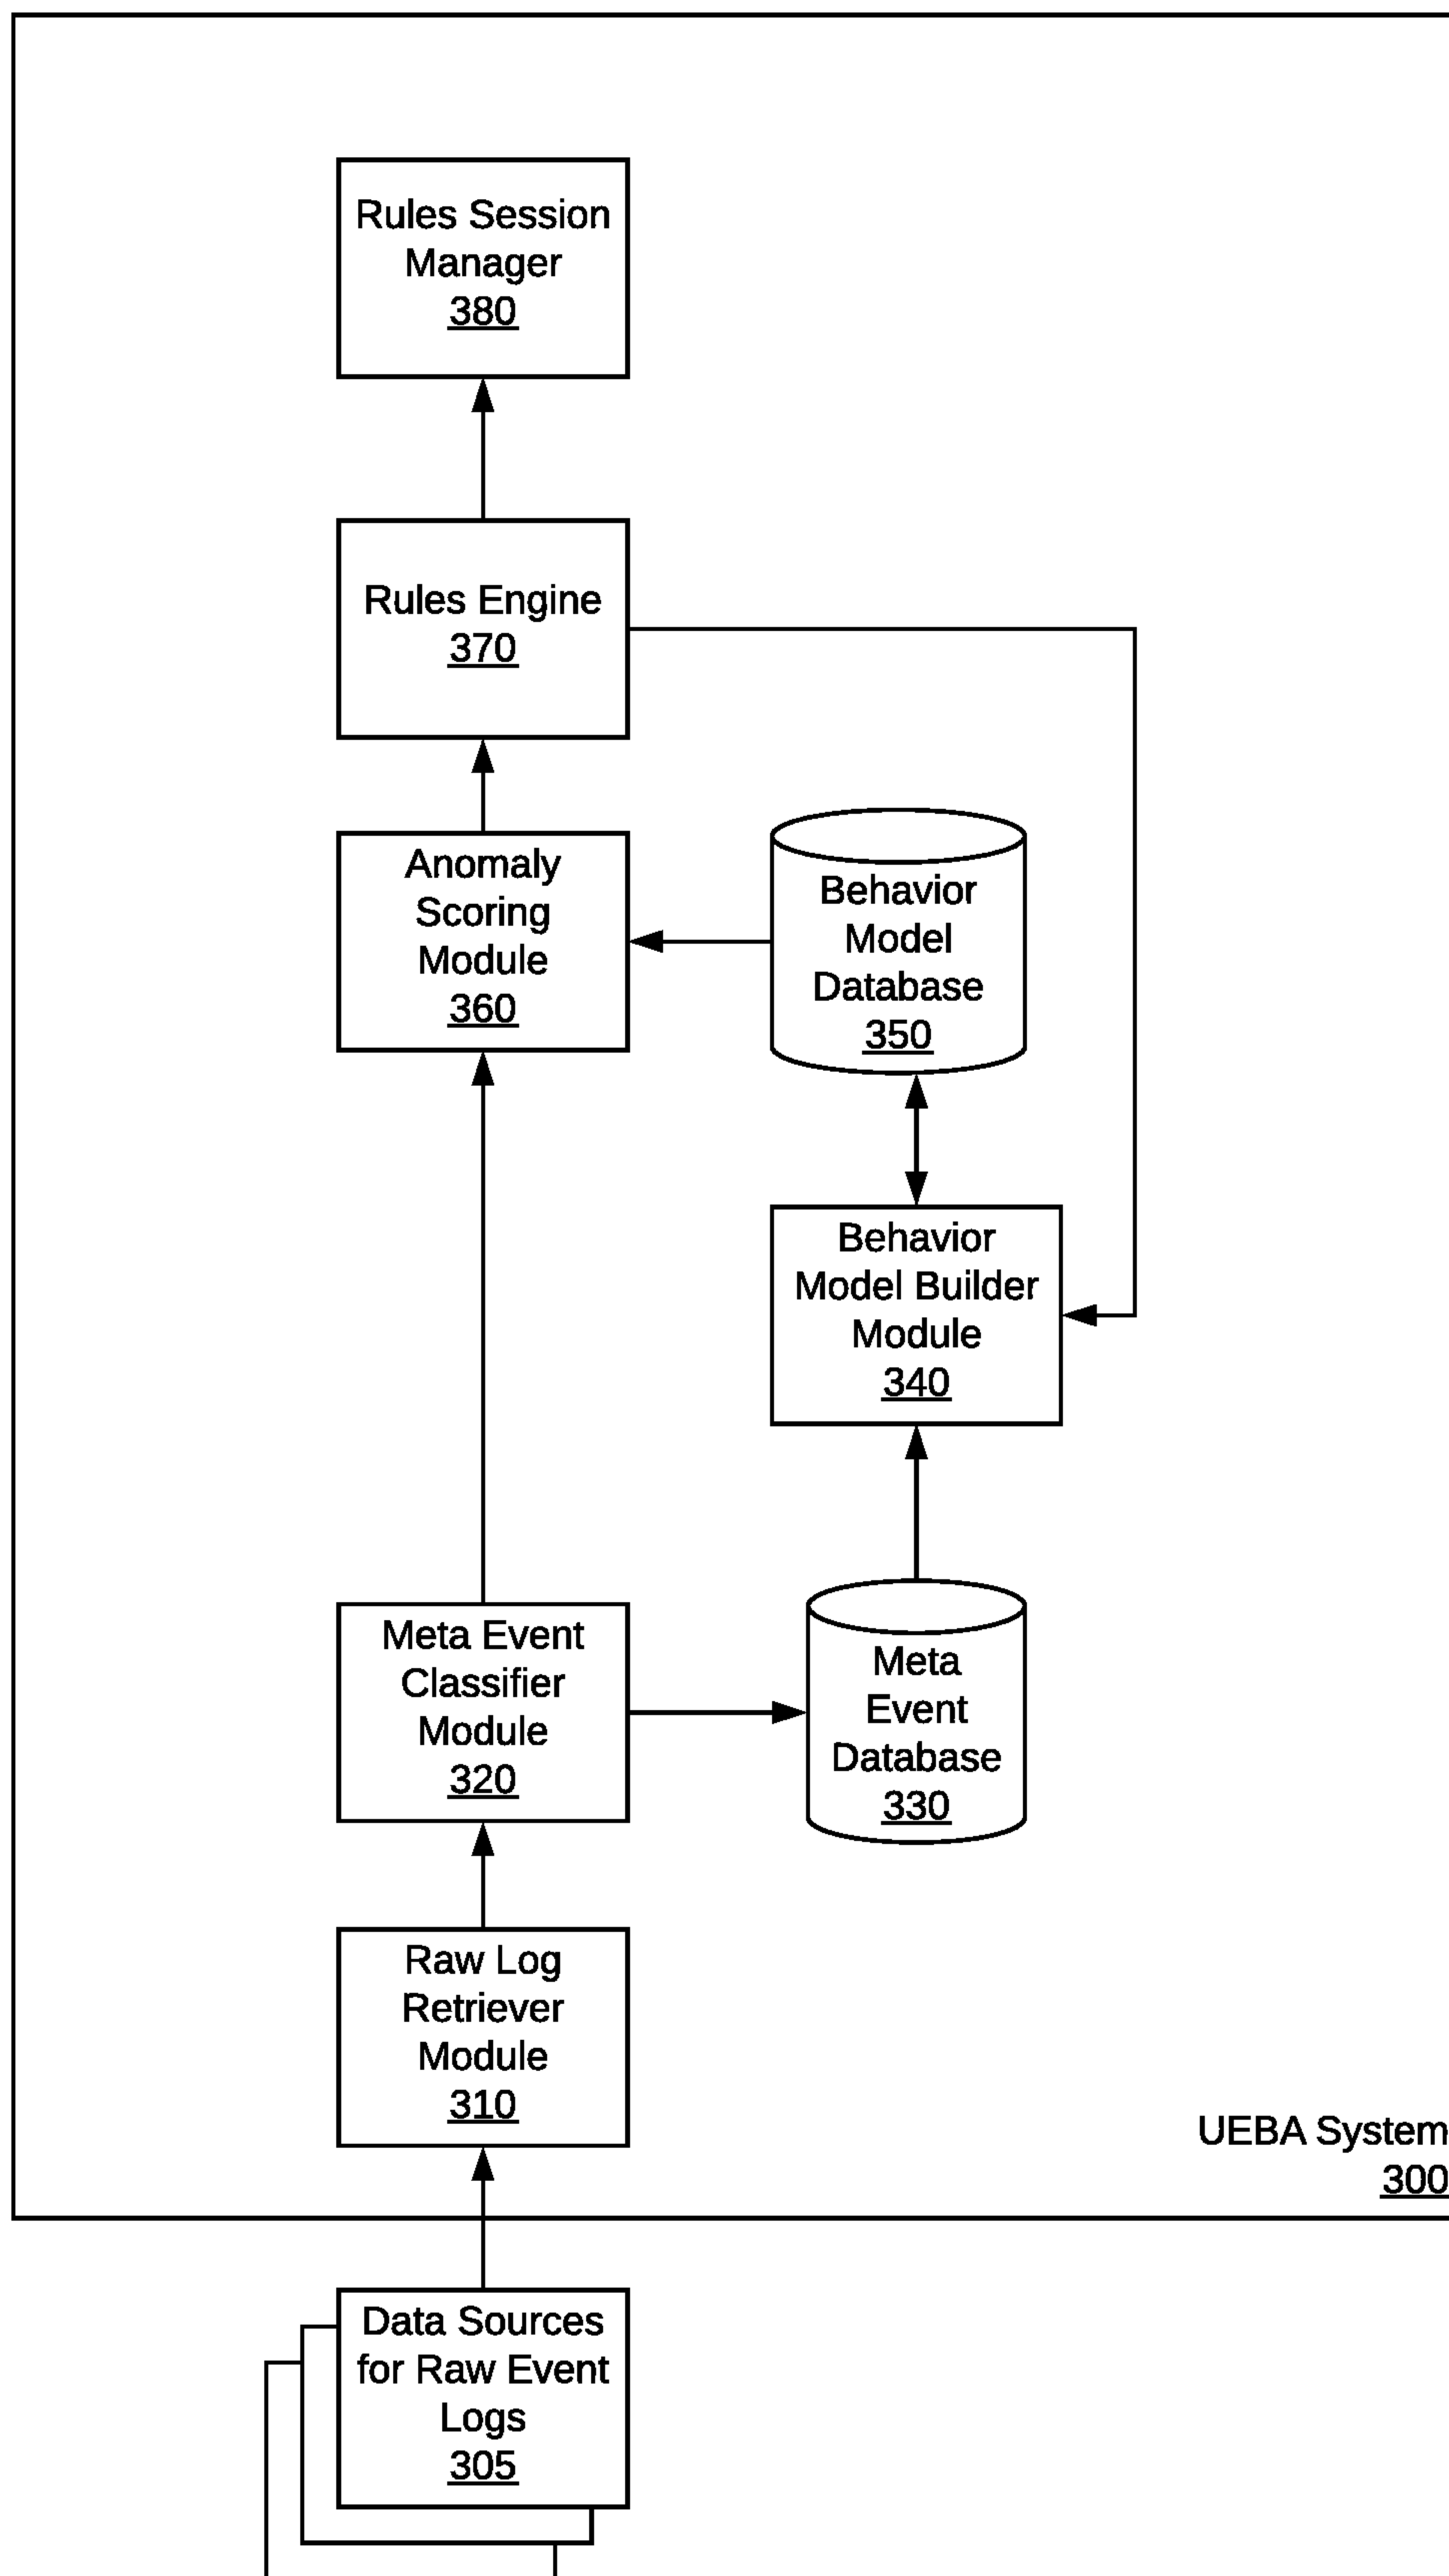 Rules Session
Manager
380
Rules Engine
370
Anomaly
Scoring
Module
360
Behavior
Model
Database
350
Behavior
Model Builder
Module
340
Meta Event
Classifier
Module
320
Meta
Event
Database
330
Raw Log
Retriever
Module
310
UEBA System
300
Data Sources
for Raw Event
Logs
305